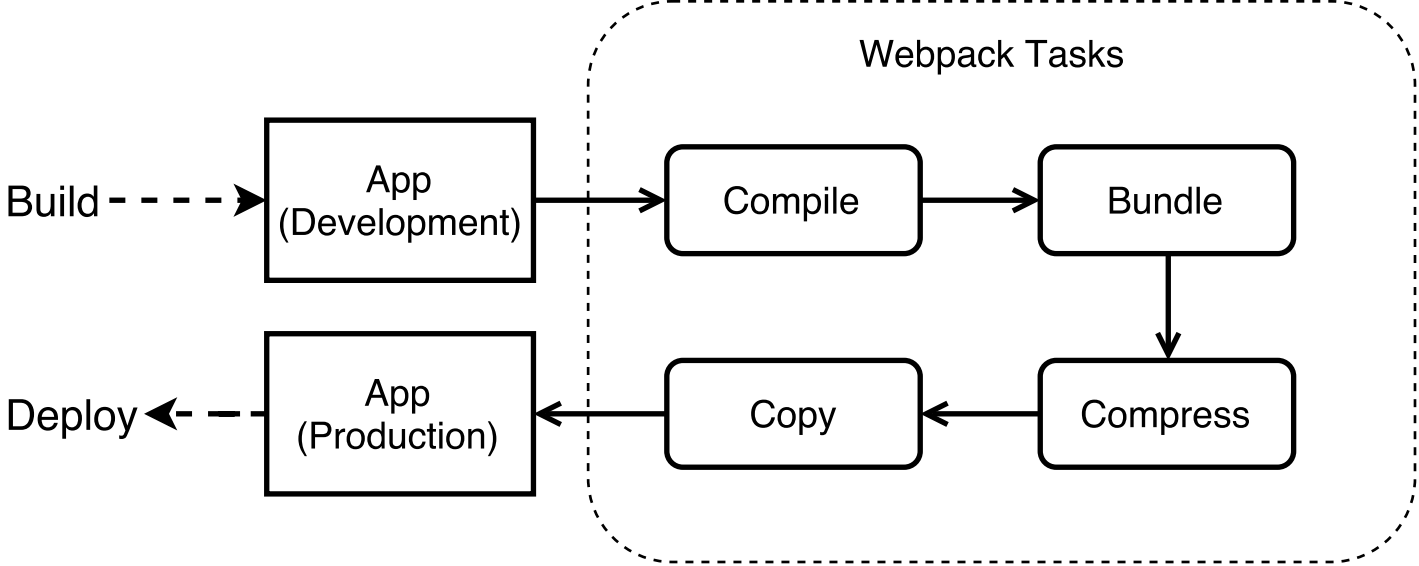 Webpack Tasks
Build
App
(Development)
Compile
Bundle
Deploy
App
(Production)
Copy
Compress